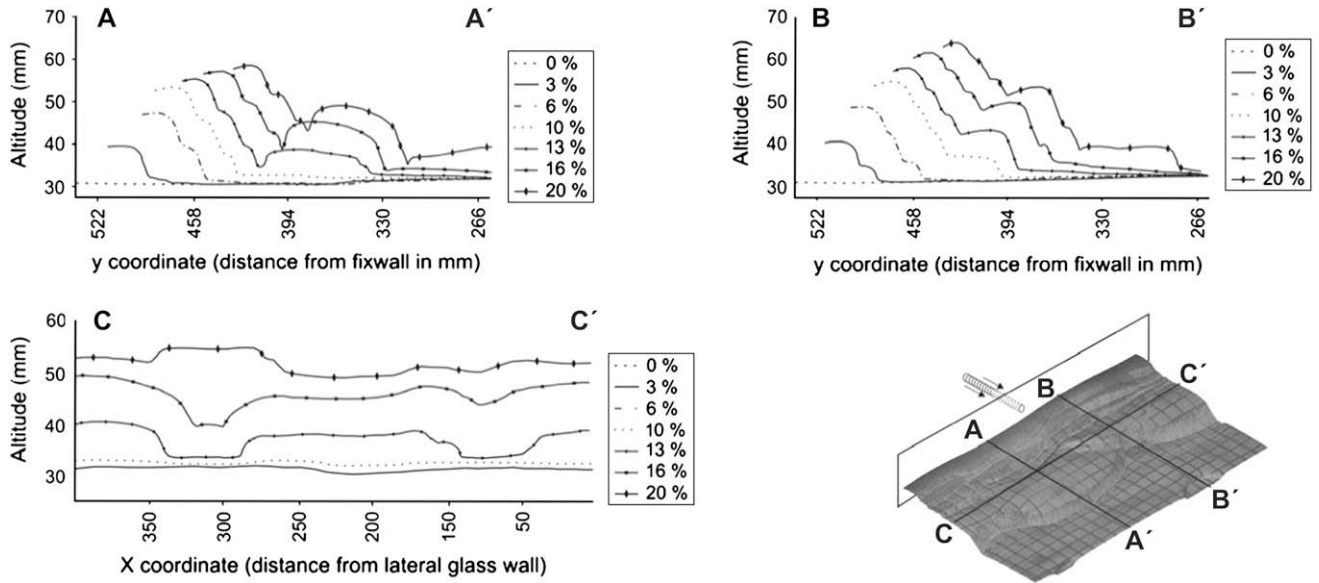 A A´
Altitude (mm)
70
60
50
40
30
522 458 394 330 266
y coordinate (distance from fixwall in mm)
0 %
3 %
6 %
10 %
13 %
16 %
20 %
B B´
Altitude (mm)
70
60
50
40
30
522 458 394 330 266
y coordinate (distance from fixwall in mm)
0 %
3 %
6 %
10 %
13 %
16 %
20 %
C C´
Altitude (mm)
60
50
40
30
350 300 250 200 150 50
X coordinate (distance from lateral glass wall)
0 %
3 %
6 %
10 %
13 %
16 %
20 %
B C´
A
C A´ B´